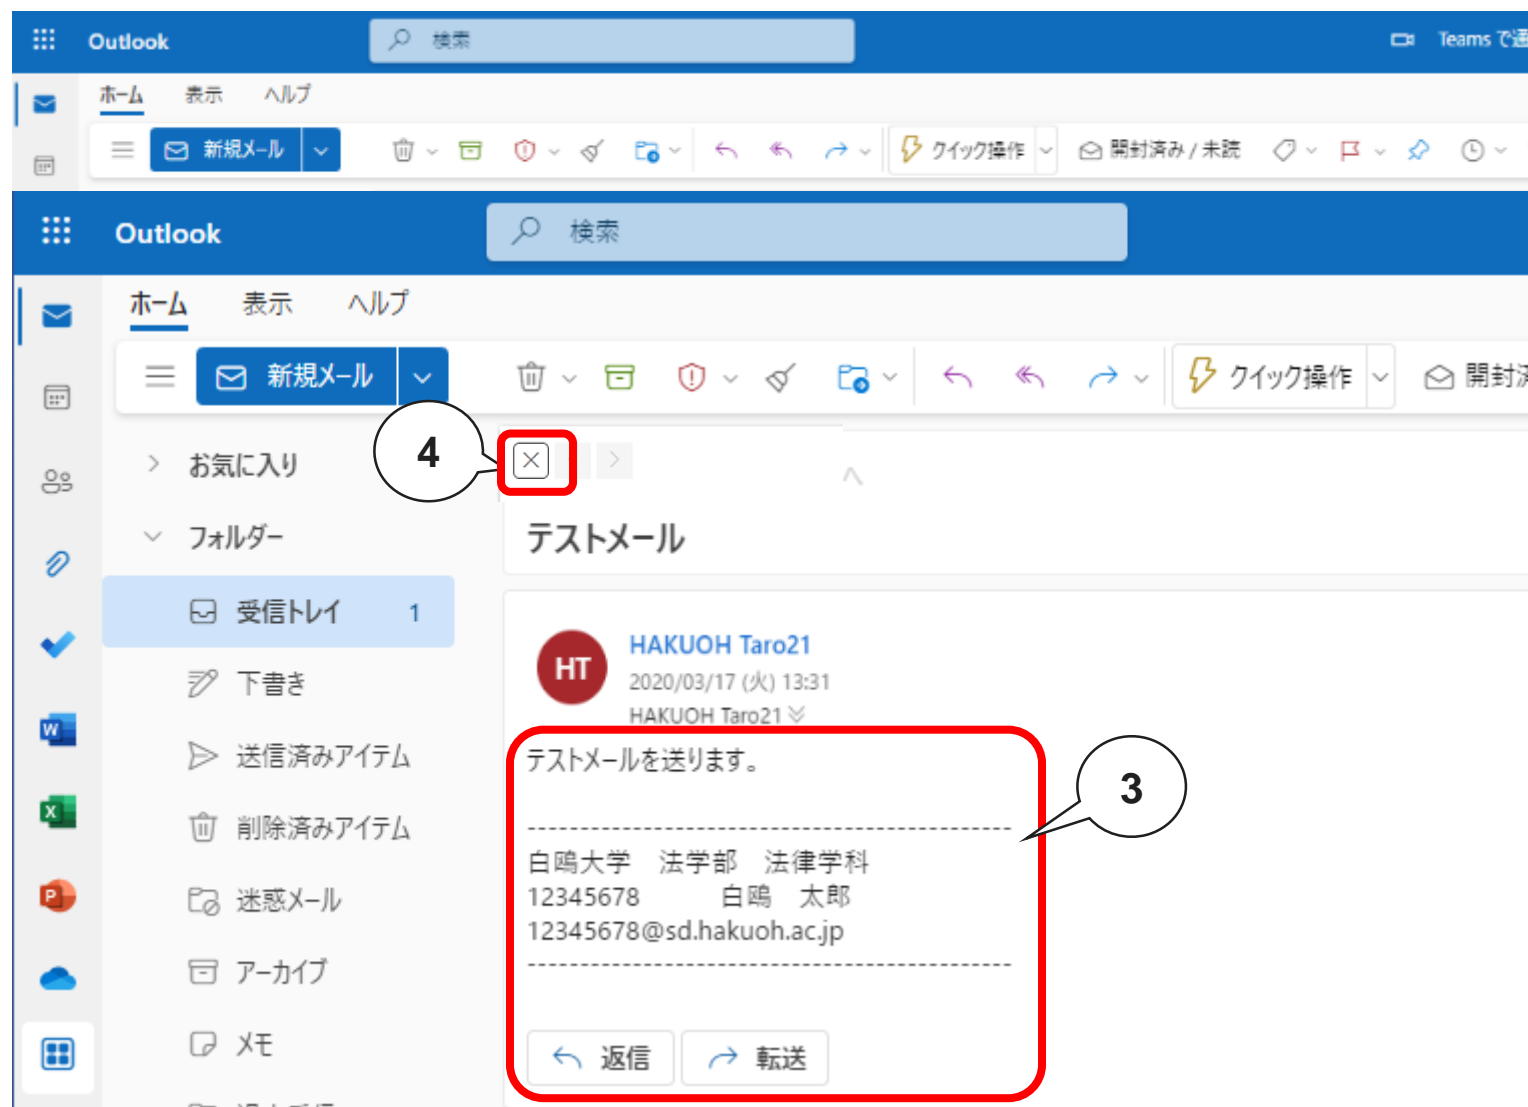 Outlook
検索
Teams で通
ホーム 表示 ヘルプ
新規メール
クイック操作
開封済み / 未読
Outlook
検索
ホーム 表示 ヘルプ
新規メール
クイック操作
開封済
4
お気に入り
フォルダー
テストメール
受信トレイ 1
下書き
送信済みアイテム
削除済みアイテム
迷惑メール
アーカイブ
メモ
HT
HAKUOH Taro21
2020/03/17 (火) 13:31
HAKUOH Taro21
テストメールを送ります。
3
--------------------------------------------
白鴎大学　法学部　法律学科
12345678　　　白鴎　太郎
12345678@sd.hakuoh.ac.jp
--------------------------------------------
返信
転送
W
X
P